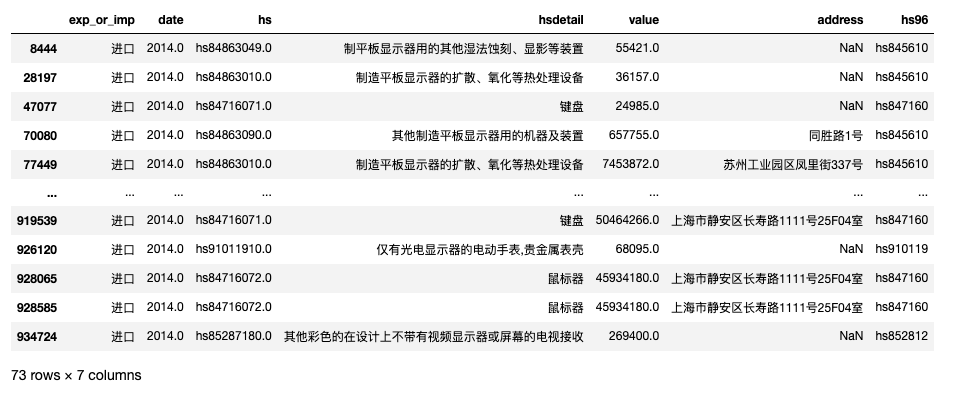 exp_or_imp date hs hsdetail value address hs96
8444 进口 2014.0 hs84863049.0 制平板显示器用的其他湿法蚀刻、显影等装置 55421.0 NaN hs845610
28197 进口 2014.0 hs84863010.0 制造平板显示器的扩散、氧化等热处理设备 36157.0 NaN hs845610
47077 进口 2014.0 hs84716071.0 键盘 24985.0 NaN hs847160
70080 进口 2014.0 hs84863090.0 其他制造平板显示器用的机器及装置 657755.0 同胜路1号 hs845610
77449 进口 2014.0 hs84863010.0 制造平板显示器的扩散、氧化等热处理设备 7453872.0 苏州工业园区凤里街337号 hs845610
... ... ... ... ... ... ... ...
919539 进口 2014.0 hs84716071.0 键盘 50464266.0 上海市静安区长寿路1111号25F04室 hs847160
926120 进口 2014.0 hs91011910.0 仅有光电显示器的电动手表,贵金属表壳 68095.0 NaN hs910119
928065 进口 2014.0 hs84716072.0 鼠标器 45934180.0 上海市静安区长寿路1111号25F04室 hs847160
928585 进口 2014.0 hs84716072.0 鼠标器 45934180.0 上海市静安区长寿路1111号25F04室 hs847160
934724 进口 2014.0 hs85287180.0 其他彩色的在设计上不带有视频显示器或屏幕的电视接收 269400.0 NaN hs852812
73 rows × 7 columns